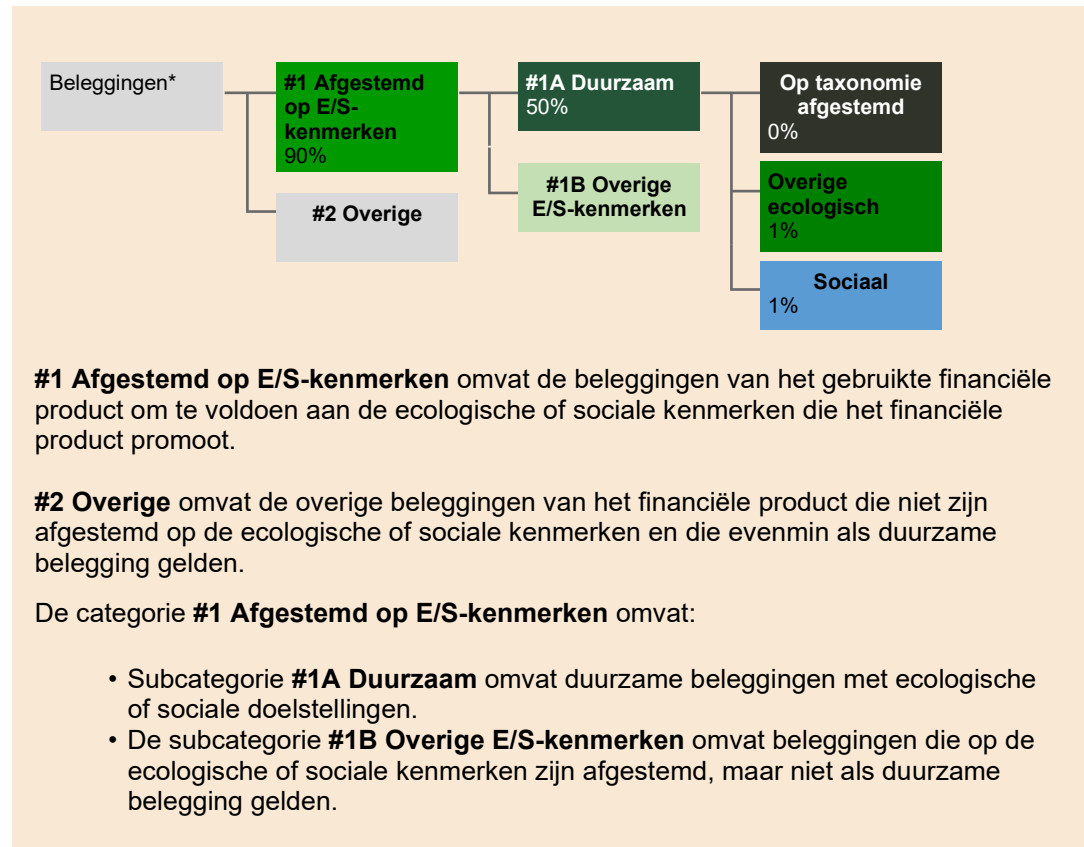 Beleggingen*
#1 Afgestemd
op E/S-
kenmerken
90%
#2 Overige
#1A Duurzaam
50%
#1B Overige
E/S-kenmerken
Op taxonomie
afgestemd
0%
Overige
ecologisch
1%
Sociaal
1%
#1 Afgestemd op E/S-kenmerken omvat de beleggingen van het gebruikte financiële
product om te voldoen aan de ecologische of sociale kenmerken die het financiële
product promoot.
#2 Overige omvat de overige beleggingen van het financiële product die niet zijn
afgestemd op de ecologische of sociale kenmerken en die evenmin als duurzame
belegging gelden.
De categorie #1 Afgestemd op E/S-kenmerken omvat:
• Subcategorie #1A Duurzaam omvat duurzame beleggingen met ecologische
of sociale doelstellingen.
• De subcategorie #1B Overige E/S-kenmerken omvat beleggingen die op de
ecologische of sociale kenmerken zijn afgestemd, maar niet als duurzame
belegging gelden.